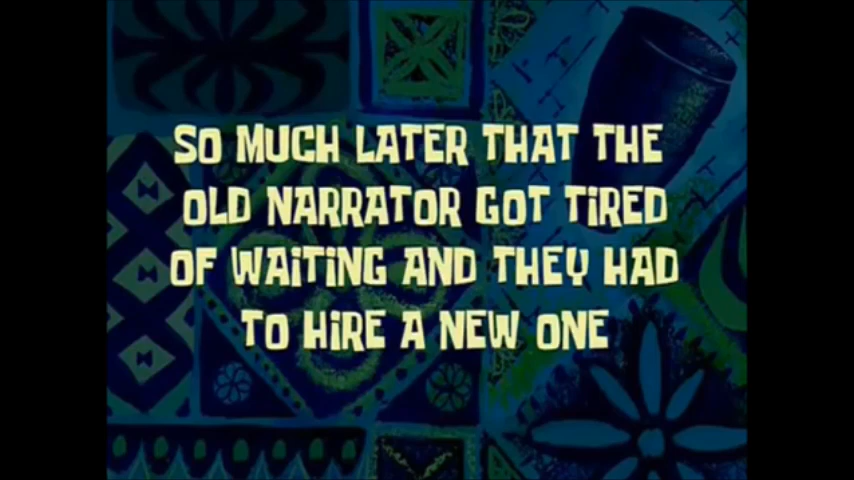 SO MUCH LATER THAT THE
OLD NARRATOR GOT TIRED
OF WAITING AND THEY HAD
TO HIRE A NEW ONE